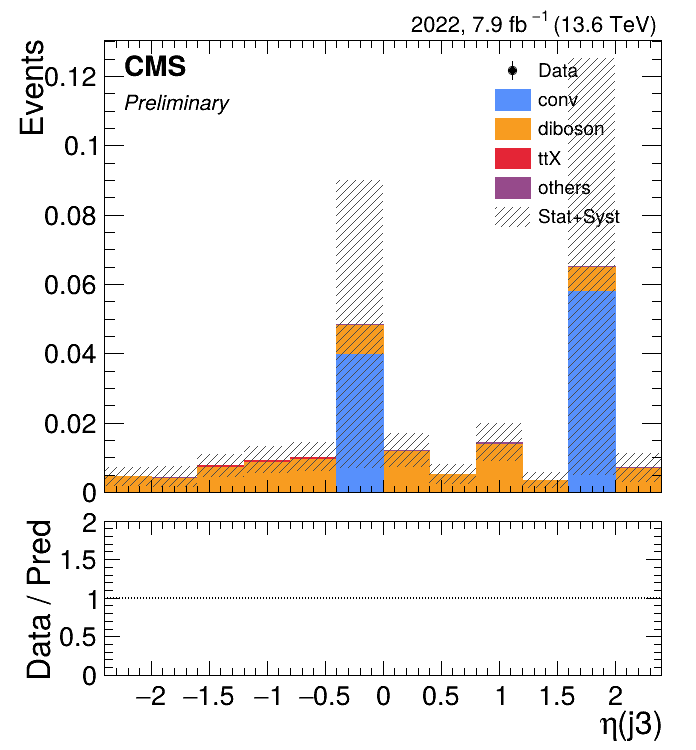 2022, 7.9 fb⁻¹ (13.6 TeV)
Events
CMS
Preliminary
Data
conv
diboson
ttX
others
Stat+Syst
0.12
0.1
0.08
0.06
0.04
0.02
0
Data / Pred
2
1.5
1
0.5
0
−2 −1.5 −1 −0.5 0 0.5 1 1.5 2
η(j3)